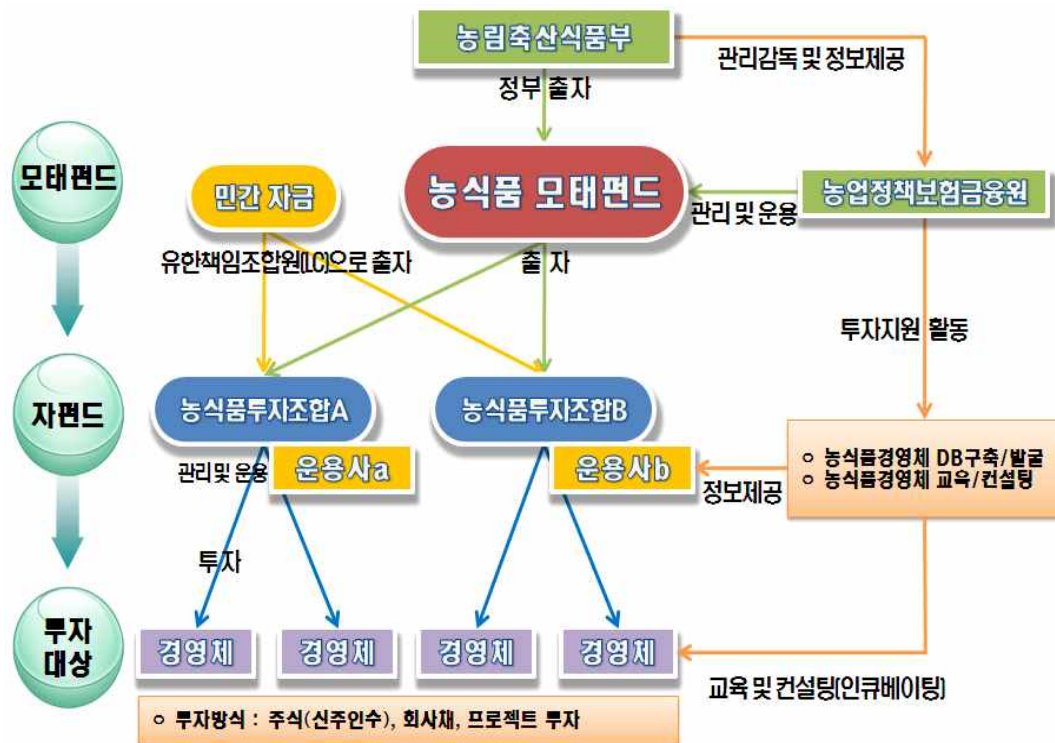 농림축산식품부
관리감독 및 정보제공
정부 출자
모태펀드
민간 자금
농식품 모태펀드
농업정책보험금융원
관리 및 운용
유한책임조합원(LC)으로 출자
출 자
투자지원 활동
자펀드
농식품투자조합A
농식품투자조합B
관리 및 운용
운용사a
운용사b
정보제공
○ 농식품경영체 DB구축/발굴
○ 농식품경영체 교육/컨설팅
투자
투자
대상
경영체
경영체
경영체
경영체
교육 및 컨설팅(인큐베이팅)
○ 투자방식 : 주식(신주인수), 회사채, 프로젝트 투자